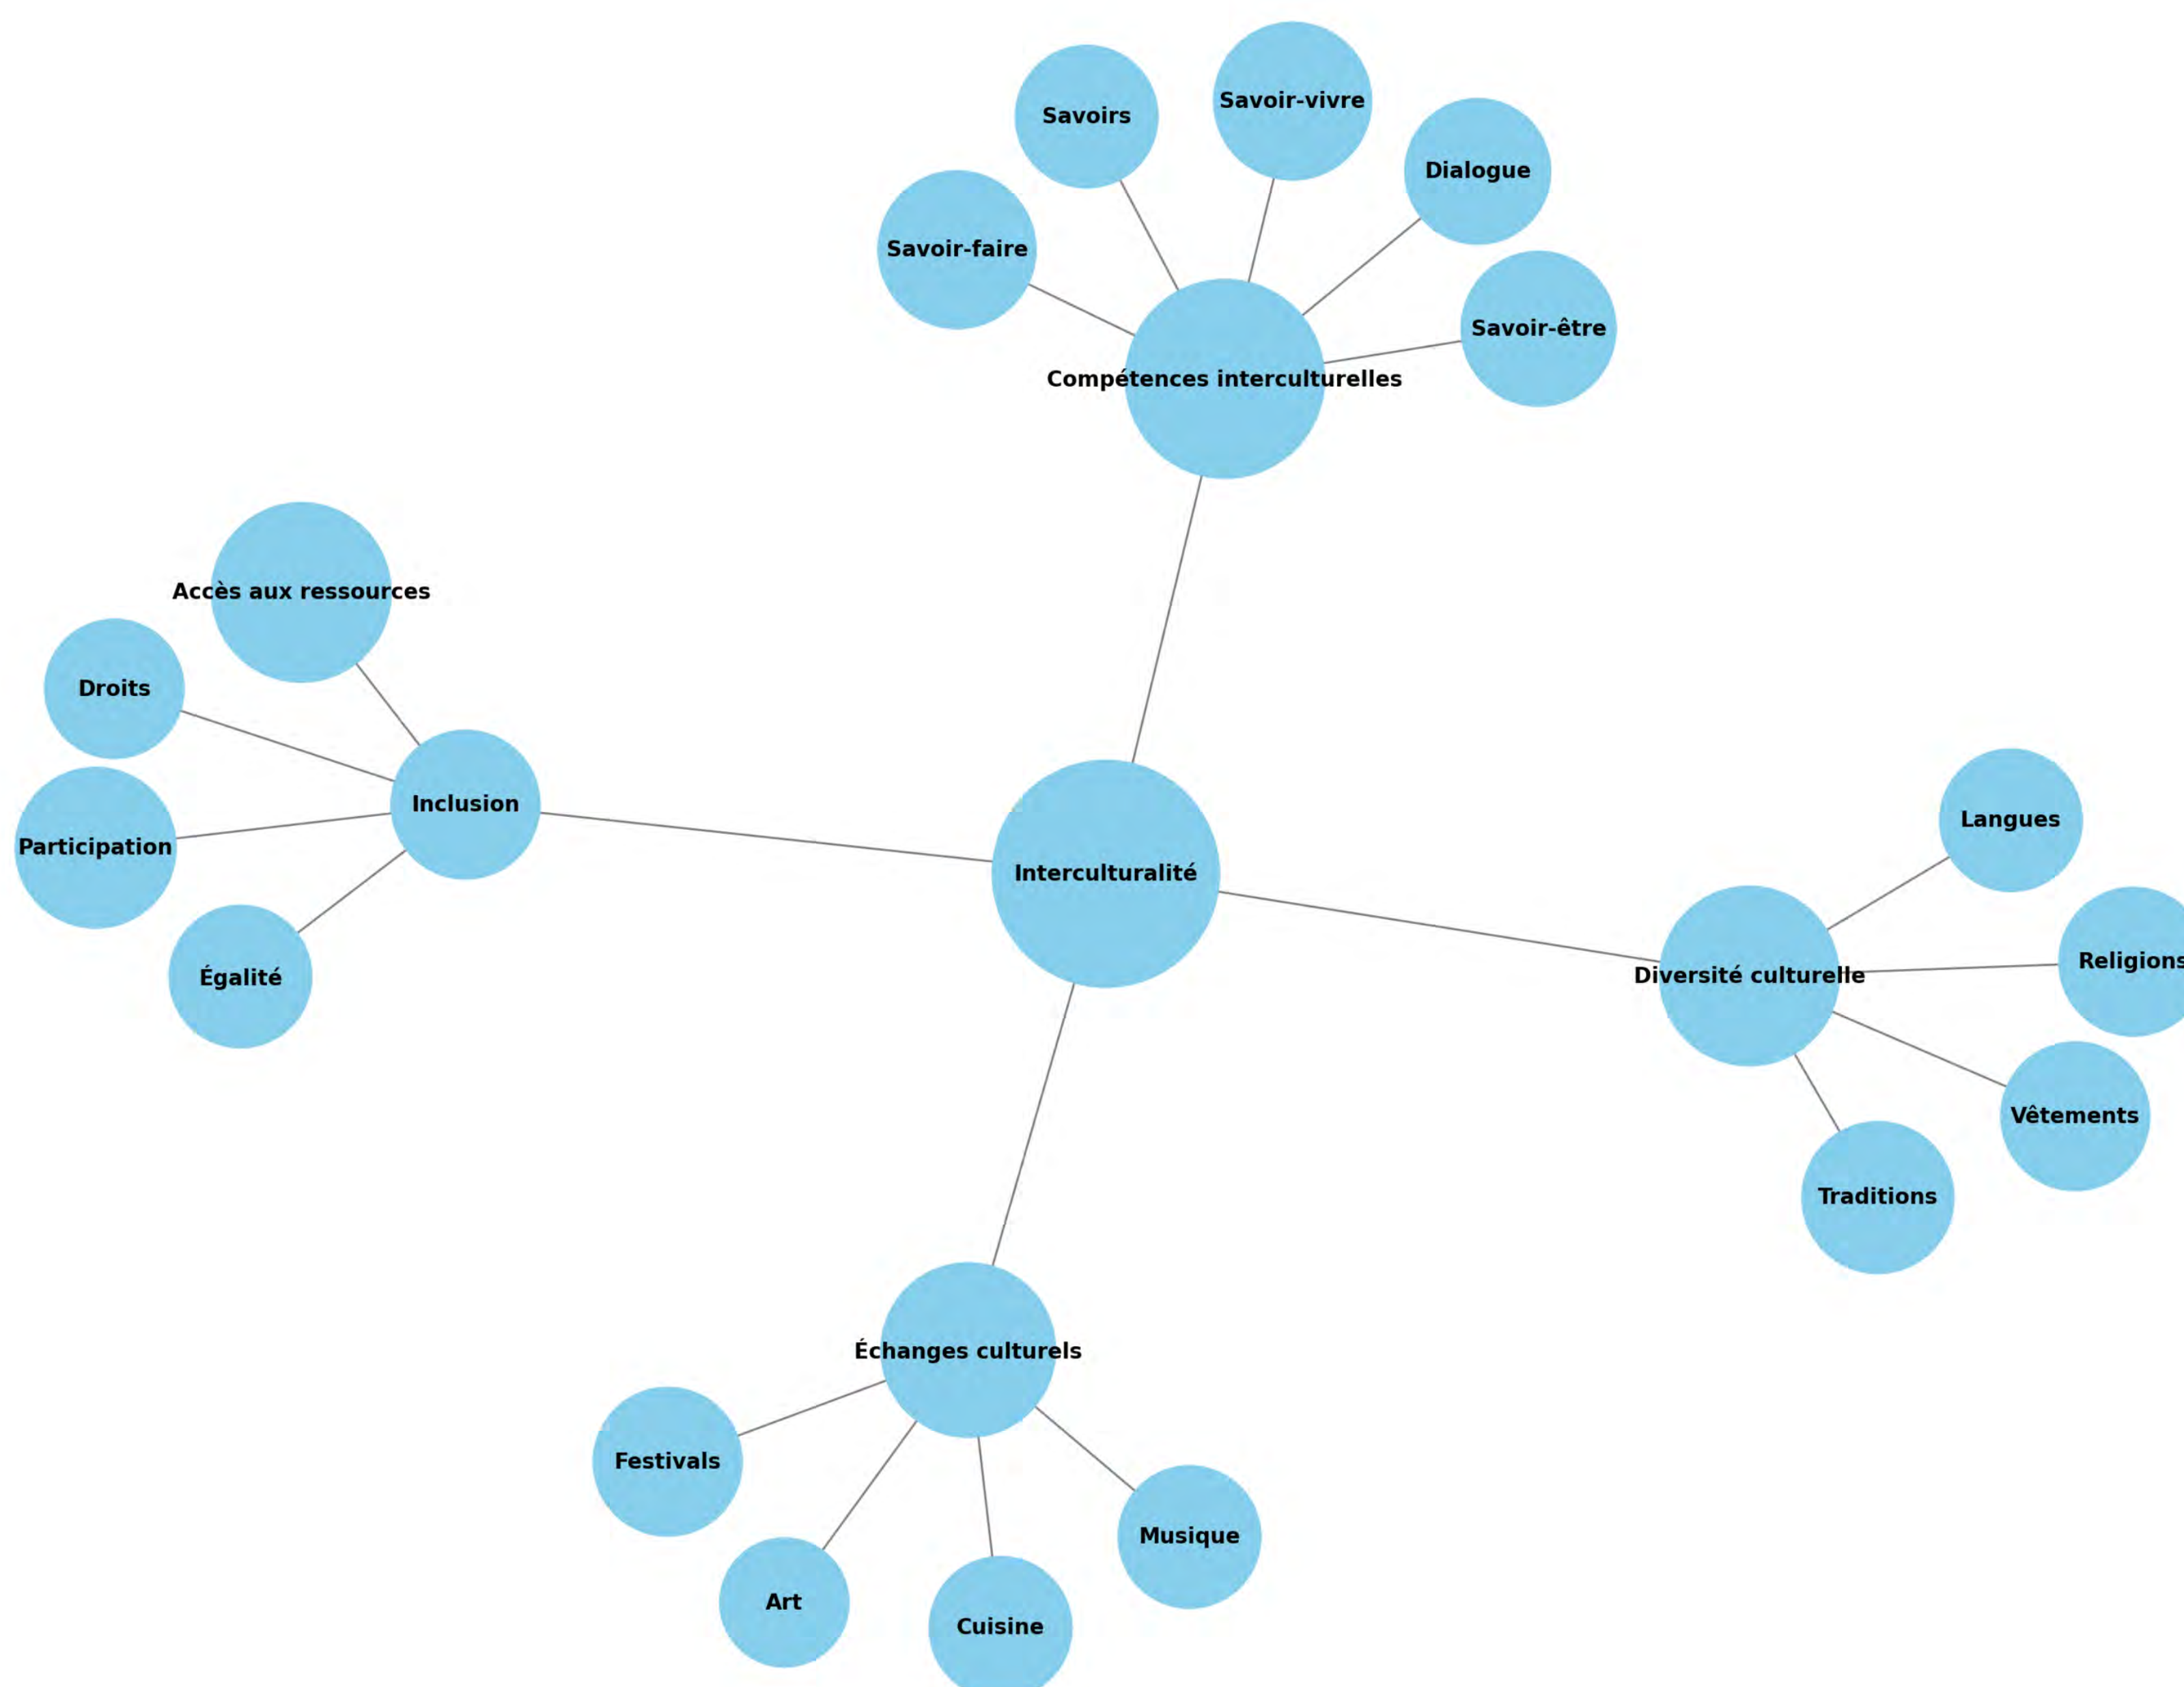 Savoir-vivre
Savoirs
Dialogue
Savoir-faire
Savoir-être
Compétences interculturelles
Accès aux ressources
Droits
Inclusion
Participation
Égalité
Interculturalité
Langues
Religions
Diversité culturelle
Vêtements
Traditions
Échanges culturels
Festivals
Musique
Art
Cuisine